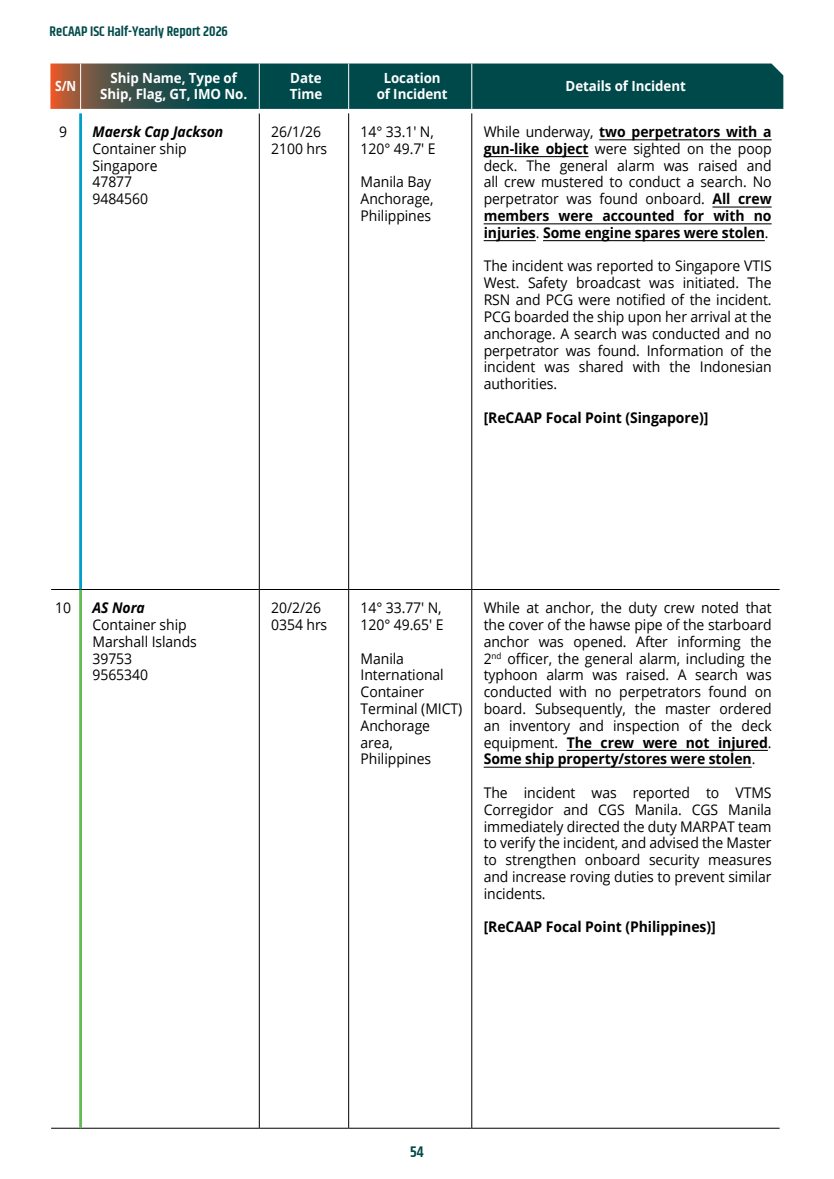 ReCAAP ISC Half-Yearly Report 2026
S/N
Ship Name, Type of
Ship, Flag, GT, IMO No.
Date
Time
Location
of Incident
Details of Incident
9
Maersk Cap Jackson
Container ship
Singapore
47877
9484560
26/1/26
2100 hrs
14° 33.1' N,
120° 49.7' E
Manila Bay
Anchorage,
Philippines
While underway, two perpetrators with a
gun-like object were sighted on the poop
deck. The general alarm was raised and
all crew mustered to conduct a search. No
perpetrator was found onboard. All crew
members were accounted for with no
injuries. Some engine spares were stolen.
The incident was reported to Singapore VTIS
West. Safety broadcast was initiated. The
RSN and PCG were notified of the incident.
PCG boarded the ship upon her arrival at the
anchorage. A search was conducted and no
perpetrator was found. Information of the
incident was shared with the Indonesian
authorities.
[ReCAAP Focal Point (Singapore)]
10
AS Nora
Container ship
Marshall Islands
39753
9565340
20/2/26
0354 hrs
14° 33.77' N,
120° 49.65' E
Manila
International
Container
Terminal (MICT)
Anchorage
area,
Philippines
While at anchor, the duty crew noted that
the cover of the hawse pipe of the starboard
anchor was opened. After informing the
2nd officer, the general alarm, including the
typhoon alarm was raised. A search was
conducted with no perpetrators found on
board. Subsequently, the master ordered
an inventory and inspection of the deck
equipment. The crew were not injured.
Some ship property/stores were stolen.
The incident was reported to VTMS
Corregidor and CGS Manila. CGS Manila
immediately directed the duty MARPAT team
to verify the incident, and advised the Master
to strengthen onboard security measures
and increase roving duties to prevent similar
incidents.
[ReCAAP Focal Point (Philippines)]
54